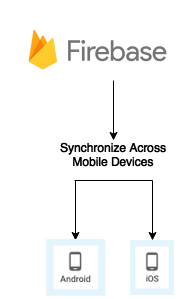 Firebase
Synchronize Across
Mobile Devices
Android
iOS